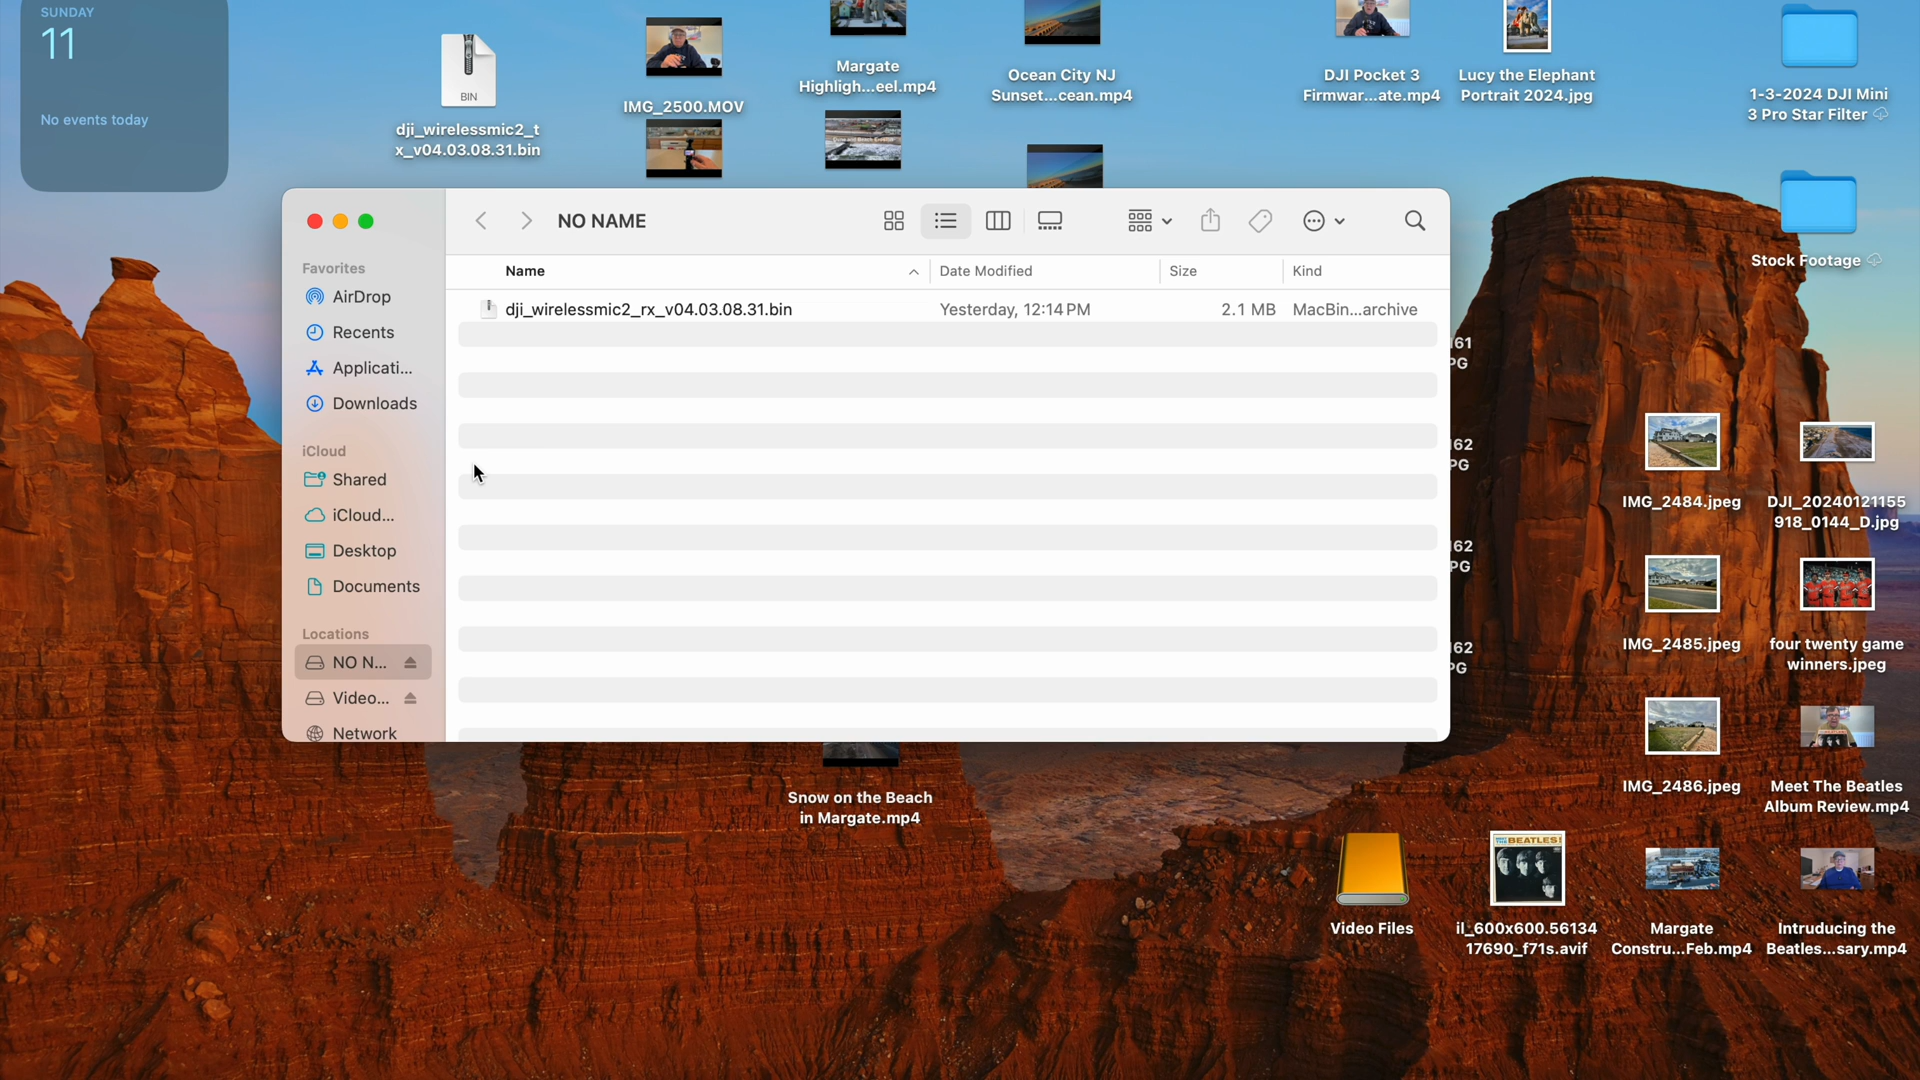 SUNDAY
11
No events today
BIN
dji_wirelessmic2_t
x_v04.03.08.31.bin
IMG_2500.MOV
Margate
Highligh...eel.mp4
Ocean City NJ
Sunset...cean.mp4
DJI Pocket 3
Firmwar...ate.mp4
Lucy the Elephant
Portrait 2024.jpg
1-3-2024 DJI Mini
3 Pro Star Filter
Stock Footage
NO NAME
Favorites
AirDrop
Recents
Applicati...
Downloads
iCloud
Shared
iCloud...
Desktop
Documents
Locations
NO N...
Video...
Network
Name
Date Modified
Size
Kind
dji_wirelessmic2_rx_v04.03.08.31.bin
Yesterday, 12:14 PM
2.1 MB
MacBin...archive
IMG_2484.jpeg
DJI_20240121155
918_0144_D.jpg
IMG_2485.jpeg
four twenty game
winners.jpeg
IMG_2486.jpeg
Meet The Beatles
Album Review.mp4
Snow on the Beach
in Margate.mp4
Video Files
BEATLES!
il_600x600.56134
17690_f71s.avif
Margate
Constru...Feb.mp4
Intruducing the
Beatles...sary.mp4